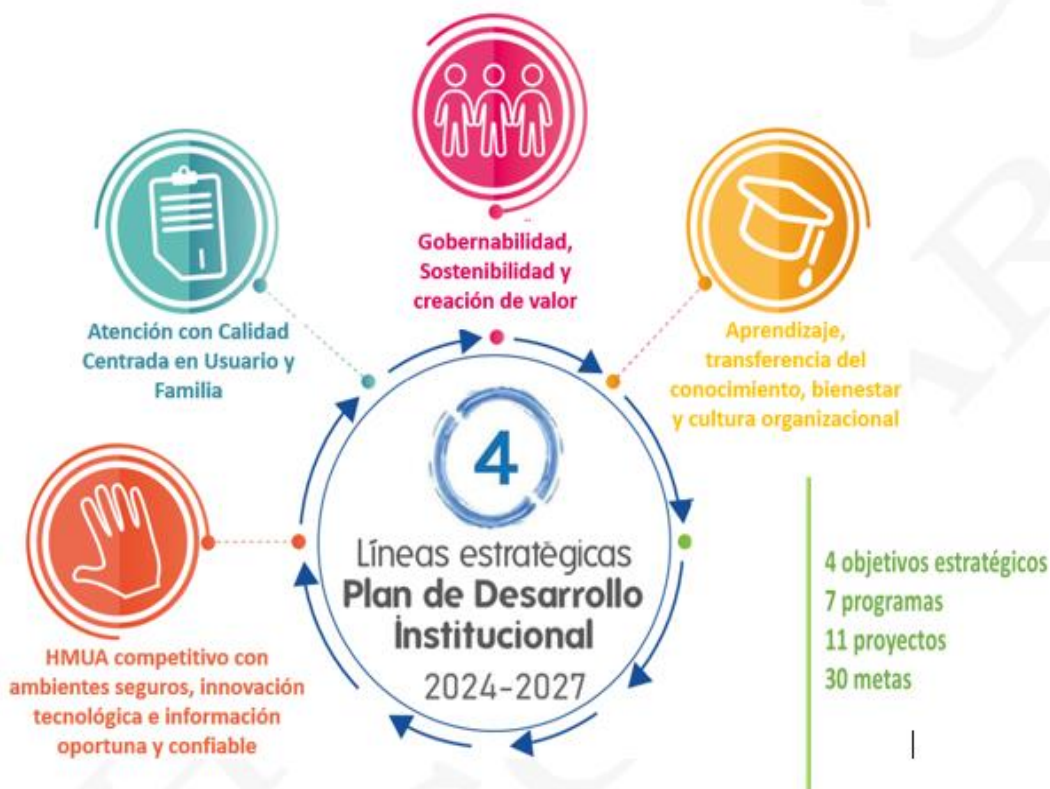 Gobernabilidad,
Sostenibilidad y
creación de valor
Atención con Calidad
Centrada en Usuario y
Familia
Aprendizaje,
transferencia del
conocimiento, bienestar
y cultura organizacional
HMUA competitivo con
ambientes seguros, innovación
tecnológica e información
oportuna y confiable
4
Líneas estratègicas
Plan de Desarrollo
Institucional
2024-2027
4 objetivos estratégicos
7 programas
11 proyectos
30 metas